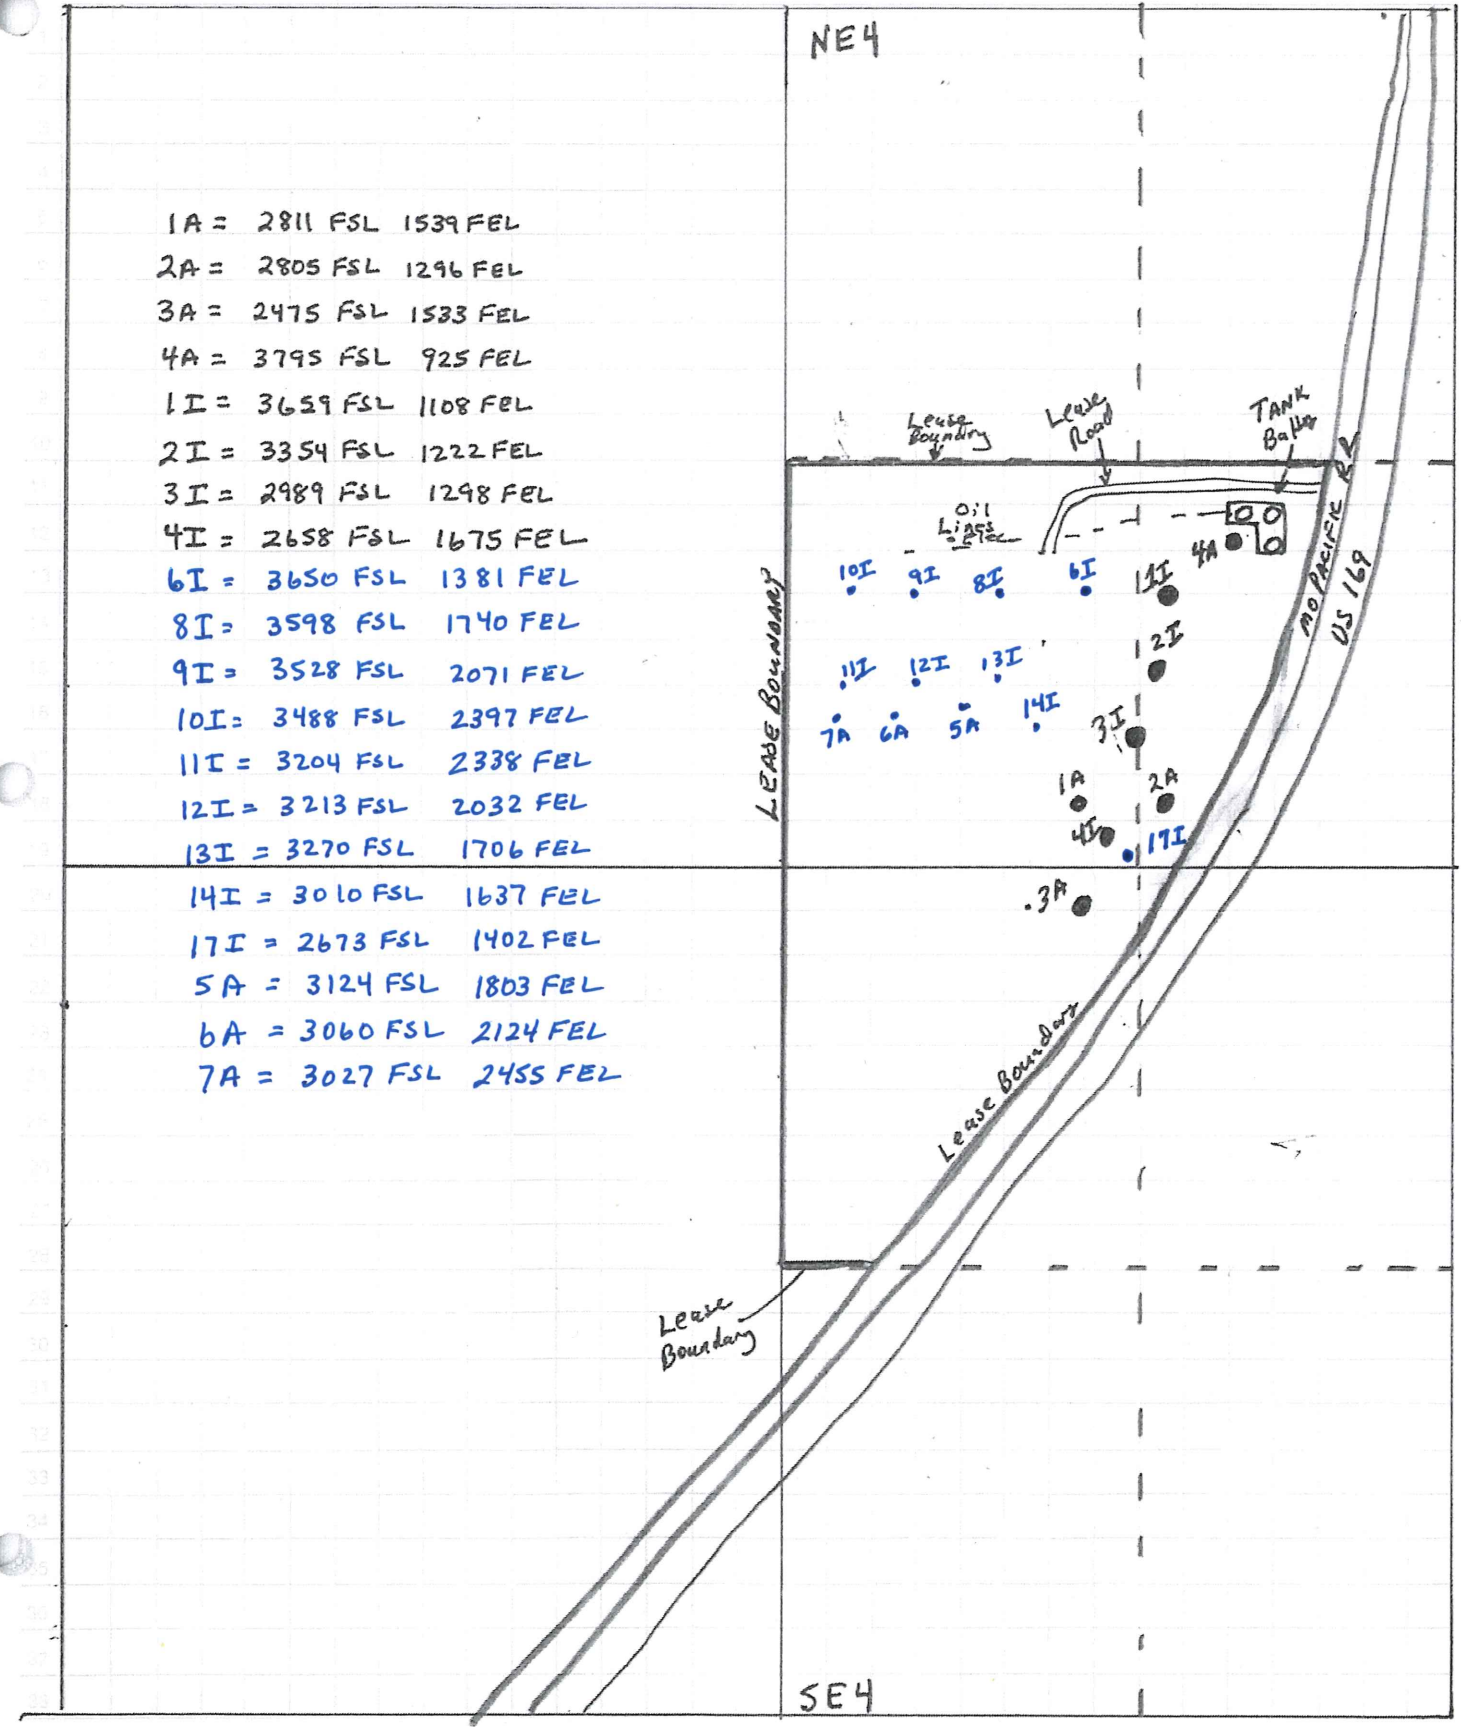 NE4
1A = 2811 FSL 1539 FEL
2A = 2805 FSL 1296 FEL
3A = 2475 FSL 1533 FEL
4A = 3795 FSL 925 FEL
1I = 3659 FSL 1108 FEL
2I = 3354 FSL 1222 FEL
3I = 2989 FSL 1298 FEL
4I = 2658 FSL 1675 FEL
6I = 3650 FSL 1381 FEL
8I = 3598 FSL 1740 FEL
9I = 3528 FSL 2071 FEL
10I = 3488 FSL 2397 FEL
11I = 3204 FSL 2338 FEL
12I = 3213 FSL 2032 FEL
13I = 3270 FSL 1706 FEL
14I = 3010 FSL 1637 FEL
17I = 2673 FSL 1402 FEL
5A = 3124 FSL 1803 FEL
6A = 3060 FSL 2124 FEL
7A = 3027 FSL 2455 FEL
Lease
Boundry
Lease
Road
TANK
Oil
Lines
4A
10I 9I 8I 6I 1I
2I
11I 12I 13I
7A 6A 5A 14I
3I
1A 2A
4I 17I
3A
LEASE BOUNDARY
MO PACIFIC RR
US 169
Lease Boundary
Lease
Boundary
SE4